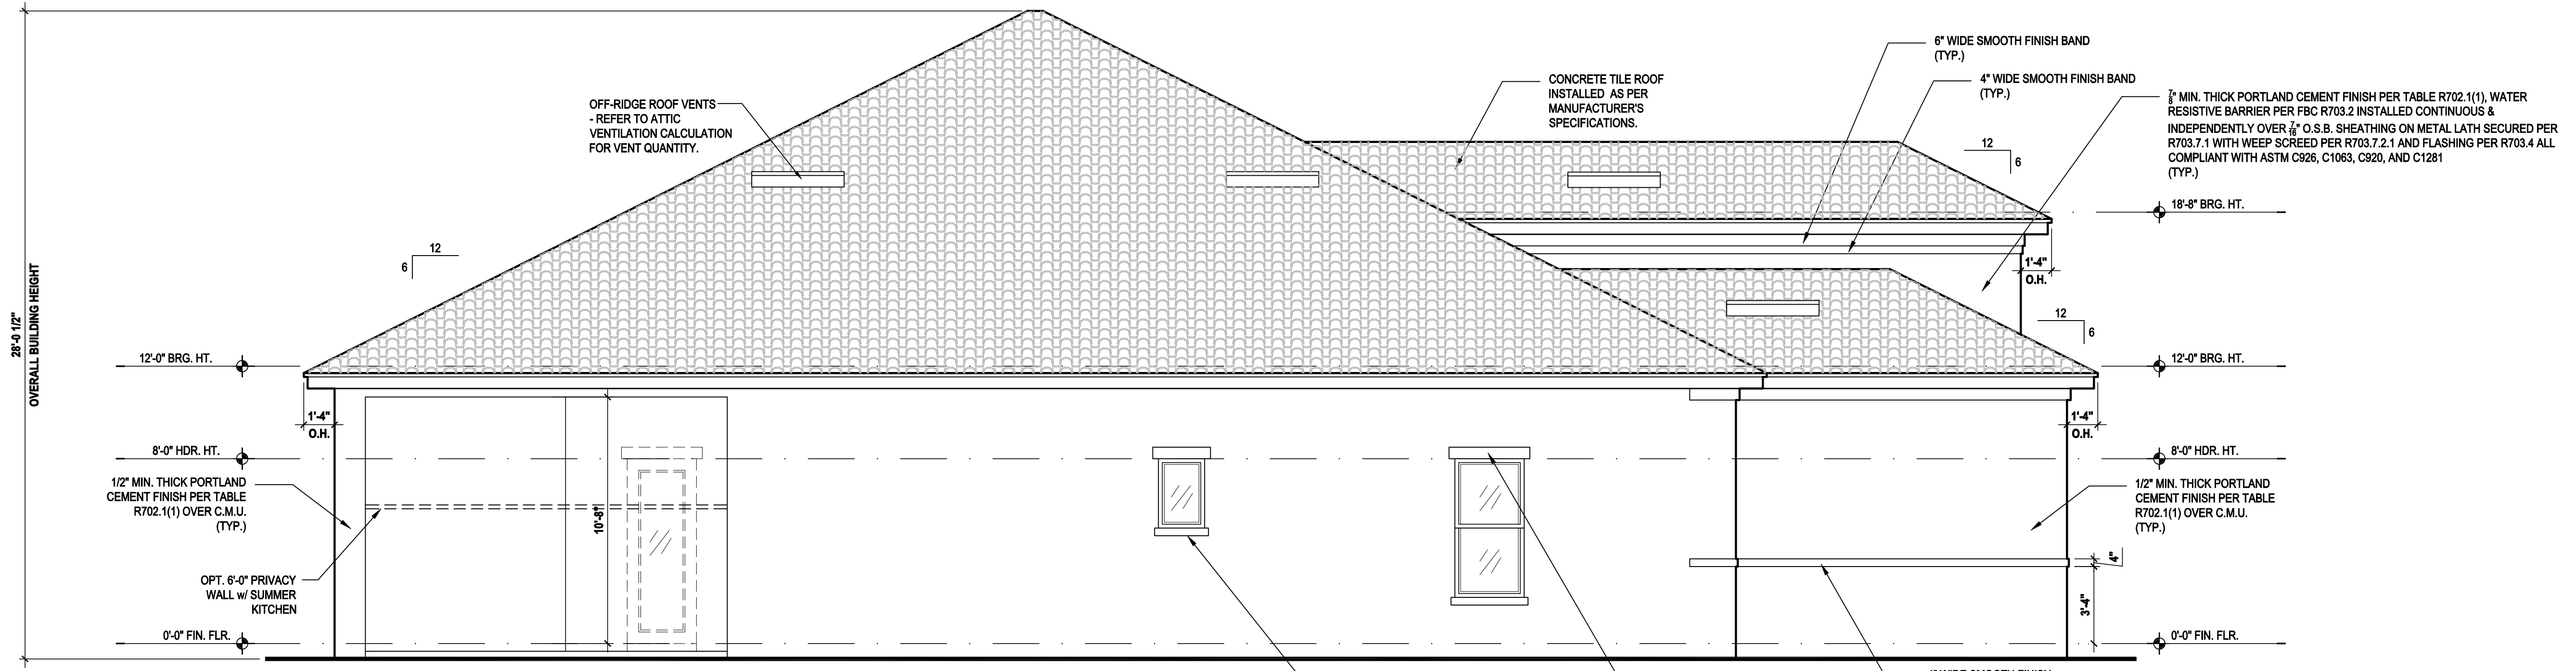 28'-0 1/2"
OVERALL BUILDING HEIGHT
OFF-RIDGE ROOF VENTS
- REFER TO ATTIC
VENTILATION CALCULATION
FOR VENT QUANTITY.
CONCRETE TILE ROOF
INSTALLED AS PER
MANUFACTURER'S
SPECIFICATIONS.
6" WIDE SMOOTH FINISH BAND
(TYP.)
4" WIDE SMOOTH FINISH BAND
(TYP.)
7/8" MIN. THICK PORTLAND CEMENT FINISH PER TABLE R702.1(1), WATER
RESISTIVE BARRIER PER FBC R703.2 INSTALLED CONTINUOUS &
INDEPENDENTLY OVER 7/16" O.S.B. SHEATHING ON METAL LATH SECURED PER
R703.7.1 WITH WEEP SCREED PER R703.7.2.1 AND FLASHING PER R703.4 ALL
COMPLIANT WITH ASTM C926, C1063, C920, AND C1281
(TYP.)
12
6
18'-8" BRG. HT.
12
6
1'-4"
O.H.
12
6
12'-0" BRG. HT.
12'-0" BRG. HT.
1'-4"
O.H.
1'-4"
O.H.
8'-0" HDR. HT.
8'-0" HDR. HT.
1/2" MIN. THICK PORTLAND
CEMENT FINISH PER TABLE
R702.1(1) OVER C.M.U.
(TYP.)
10'-8"
1/2" MIN. THICK PORTLAND
CEMENT FINISH PER TABLE
R702.1(1) OVER C.M.U.
(TYP.)
OPT. 6'-0" PRIVACY
WALL w/ SUMMER
KITCHEN
4"
3'-4"
0'-0" FIN. FLR.
0'-0" FIN. FLR.